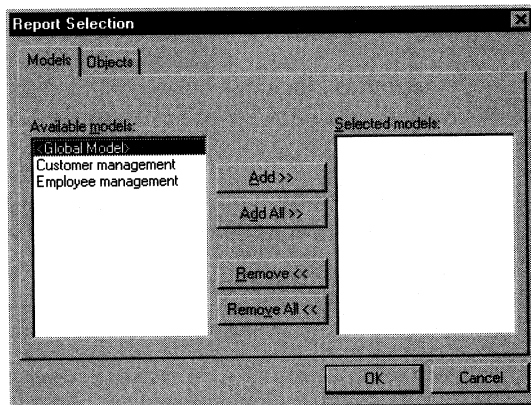 Report Selection
Models
Objects
Available models:
<Global Model>
Customer management
Employee management
Add >>
Add All >>
Remove <<
Remove All <<
Selected models:
OK
Cancel